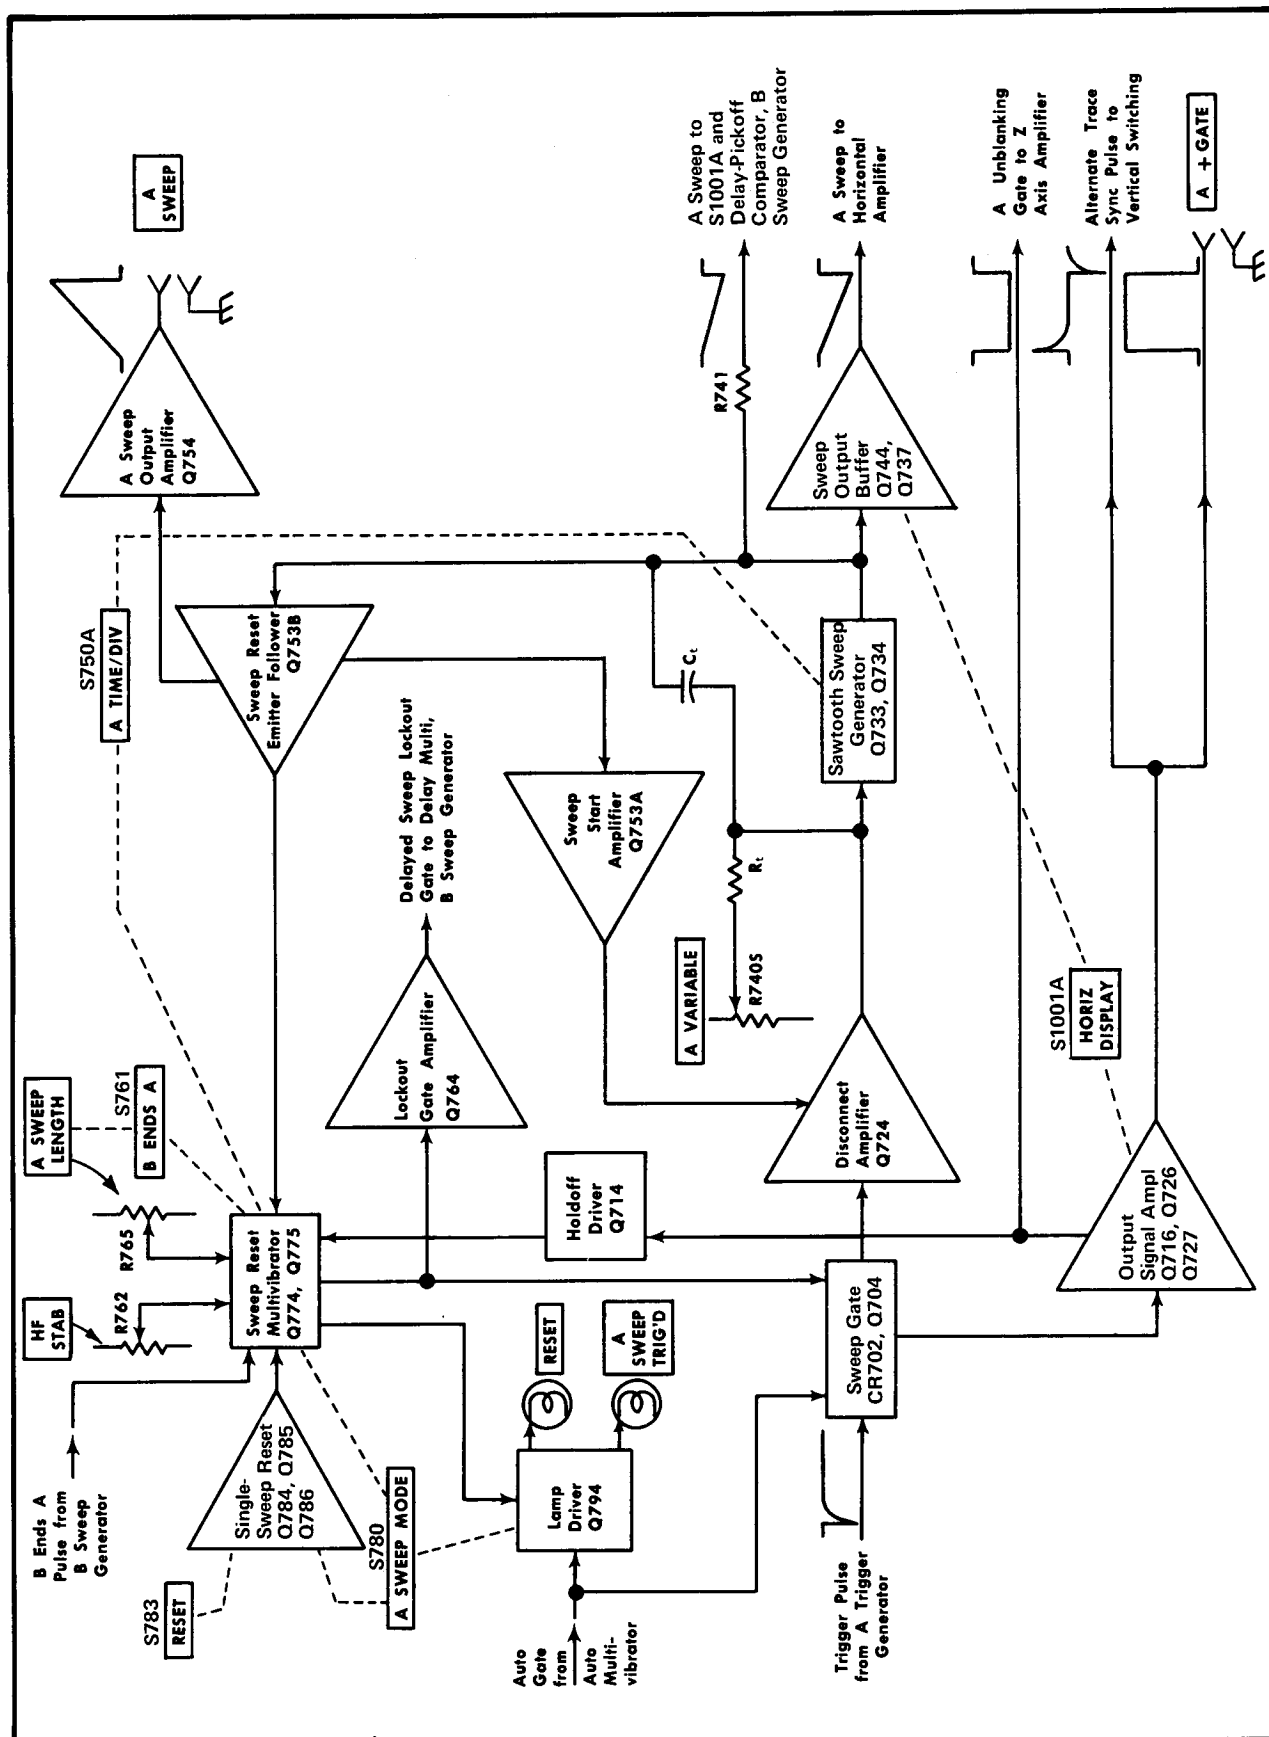 B Ends A
Pulse from
B Sweep
Generator
HF
STAB
R762
A SWEEP
LENGTH
R765
S761
B ENDS A
S750A
A TIME/DIV
A Sweep
Output
Amplifier
Q754
A
SWEEP
S783
RESET
Single-
Sweep Reset
Q784, Q785
Q786
Sweep Reset
Multivibrator
Q774, Q775
Sweep Reset
Emitter Follower
Q753B
S780
A SWEEP MODE
Lockout
Gate Amplifier
Q764
Delayed Sweep Lockout
Gate to Delay Multi,
B Sweep Generator
Auto
Gate
from
Auto
Multi-
vibrator
Lamp
Driver
Q794
RESET
A
SWEEP
TRIG'D
Holdoff
Driver
Q714
Sweep
Start
Amplifier
Q753A
A VARIABLE
R740S
Rt
Ct
R741
A Sweep to
S1001A and
Delay-Pickoff
Comparator, B
Sweep Generator
Trigger Pulse
from A Trigger
Generator
Sweep Gate
CR702, Q704
Disconnect
Amplifier
Q724
Sawtooth Sweep
Generator
Q733, Q734
Sweep
Output
Buffer
Q744,
Q737
A Sweep to
Horizontal
Amplifier
S1001A
HORIZ
DISPLAY
A Unblanking
Gate to Z
Axis Amplifier
Output
Signal Ampl
Q716, Q726
Q727
Alternate Trace
Sync Pulse to
Vertical Switching
A + GATE